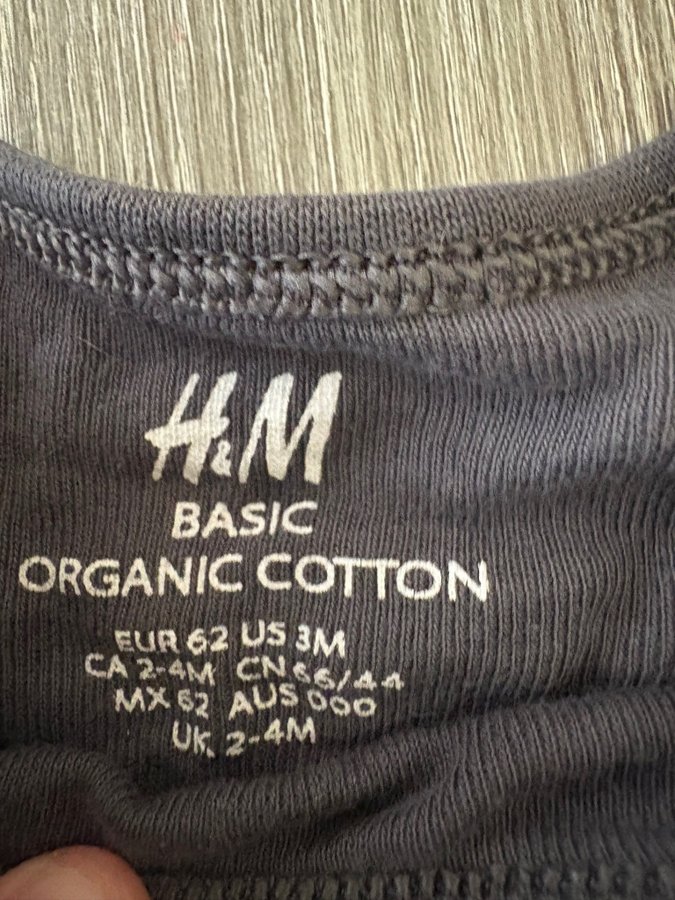 H&M
BASIC
ORGANIC COTTON
EUR 62 US 3M
CA 2-4M CN 66/44
MX 62 AUS 000
UK 2-4M